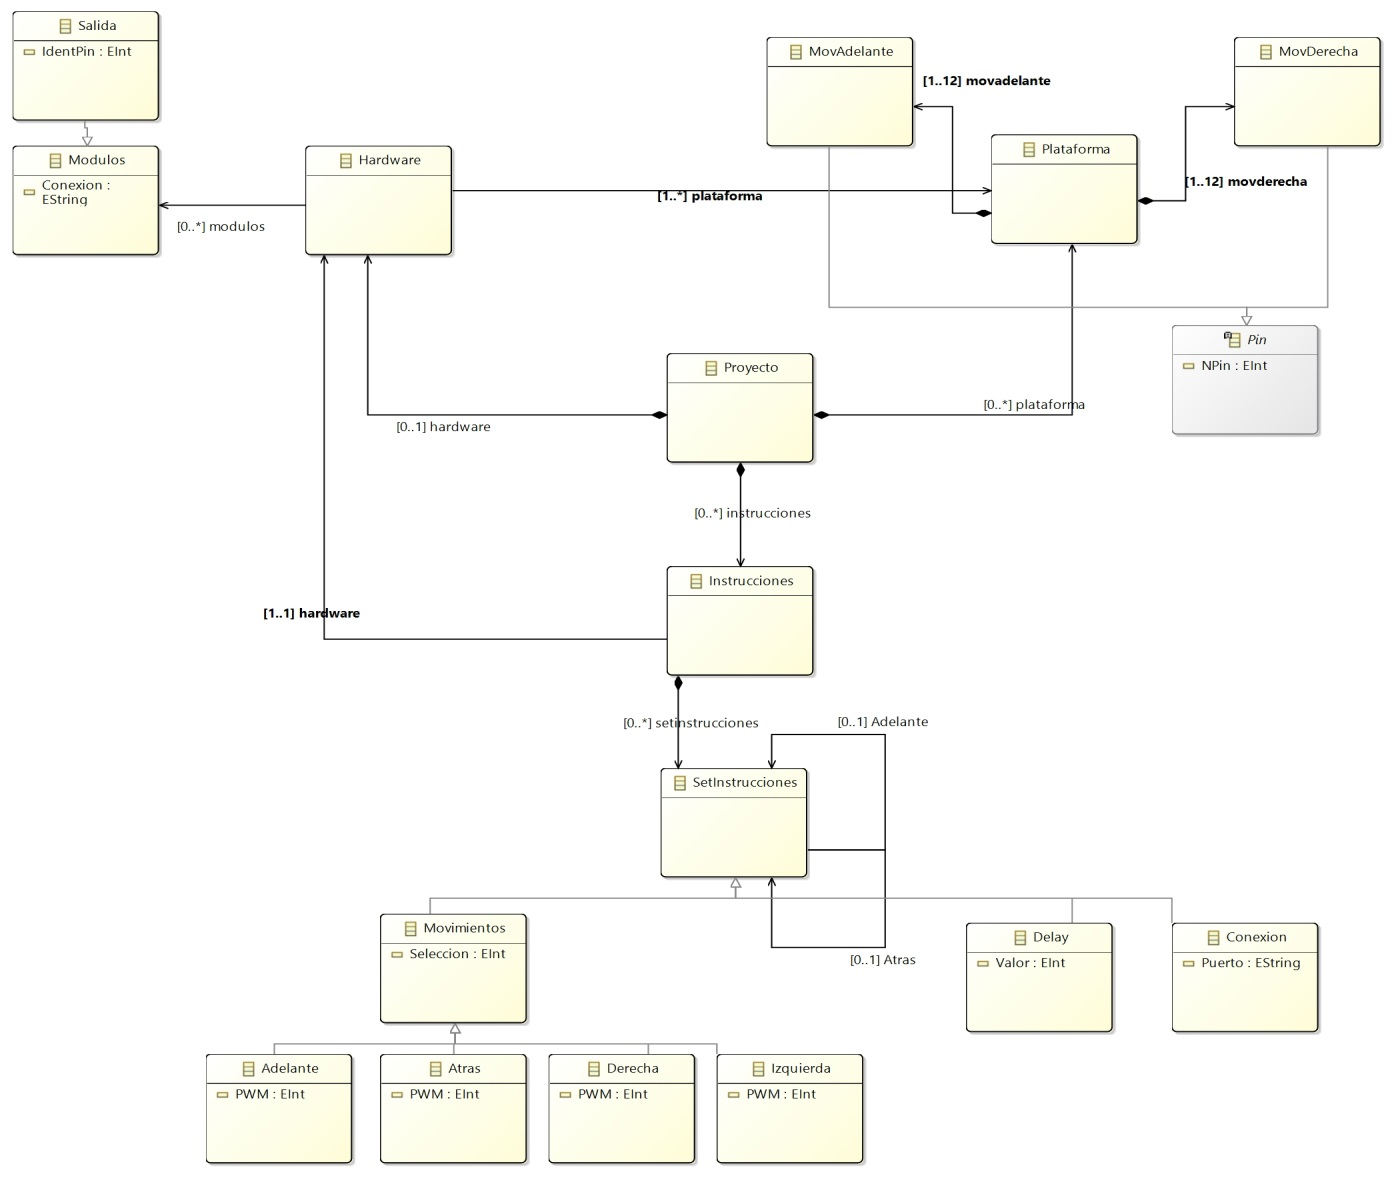 Salida
IdentPin : EInt
MovAdelante
MovDerecha
[1..12] movadelante
Modulos
Conexion :
EString
Hardware
Plataforma
[1..*] plataforma
[1..12] movderecha
[0..*] modulos
Pin
NPin : EInt
Proyecto
[0..1] hardware
[0..*] plataforma
[0..*] instrucciones
Instrucciones
[1..1] hardware
[0..*] setinstrucciones
[0..1] Adelante
SetInstrucciones
Movimientos
Seleccion : EInt
[0..1] Atras
Delay
Valor : EInt
Conexion
Puerto : EString
Adelante
PWM : EInt
Atras
PWM : EInt
Derecha
PWM : EInt
Izquierda
PWM : EInt